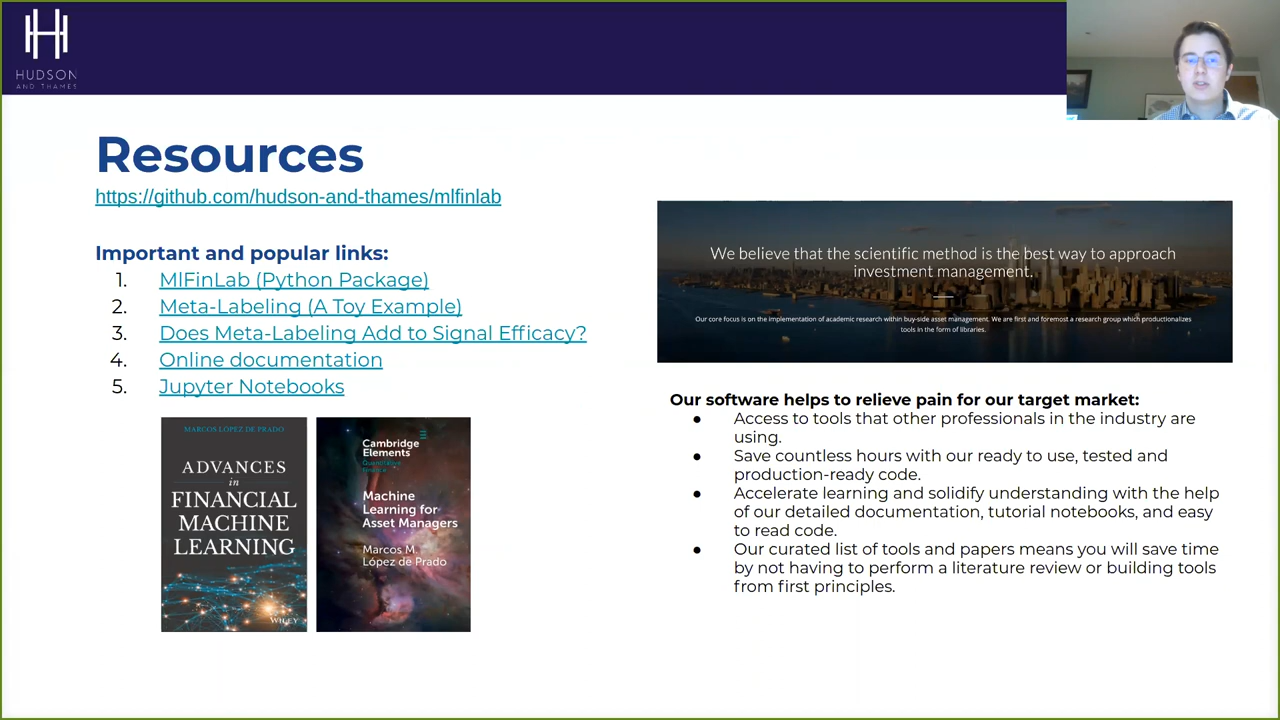 HUDSON
AND THAMES
Resources
https://github.com/hudson-and-thames/mlfinlab
Important and popular links:
1. MlFinLab (Python Package)
2. Meta-Labeling (A Toy Example)
3. Does Meta-Labeling Add to Signal Efficacy?
4. Online documentation
5. Jupyter Notebooks
MARCOS LÓPEZ DE PRADO
ADVANCES
in
FINANCIAL
MACHINE
LEARNING
WILEY
Cambridge
Elements
Quantitative
Finance
Machine
Learning for
Asset Managers
Marcos M.
López de Prado
We believe that the scientific method is the best way to approach
investment management.
Our core focus is on the implementation of academic research within buy-side asset management. We are first and foremost a research group which productionalizes
tools in the form of libraries.
Our software helps to relieve pain for our target market:
● Access to tools that other professionals in the industry are
using.
● Save countless hours with our ready to use, tested and
production-ready code.
● Accelerate learning and solidify understanding with the help
of our detailed documentation, tutorial notebooks, and easy
to read code.
● Our curated list of tools and papers means you will save time
by not having to perform a literature review or building tools
from first principles.